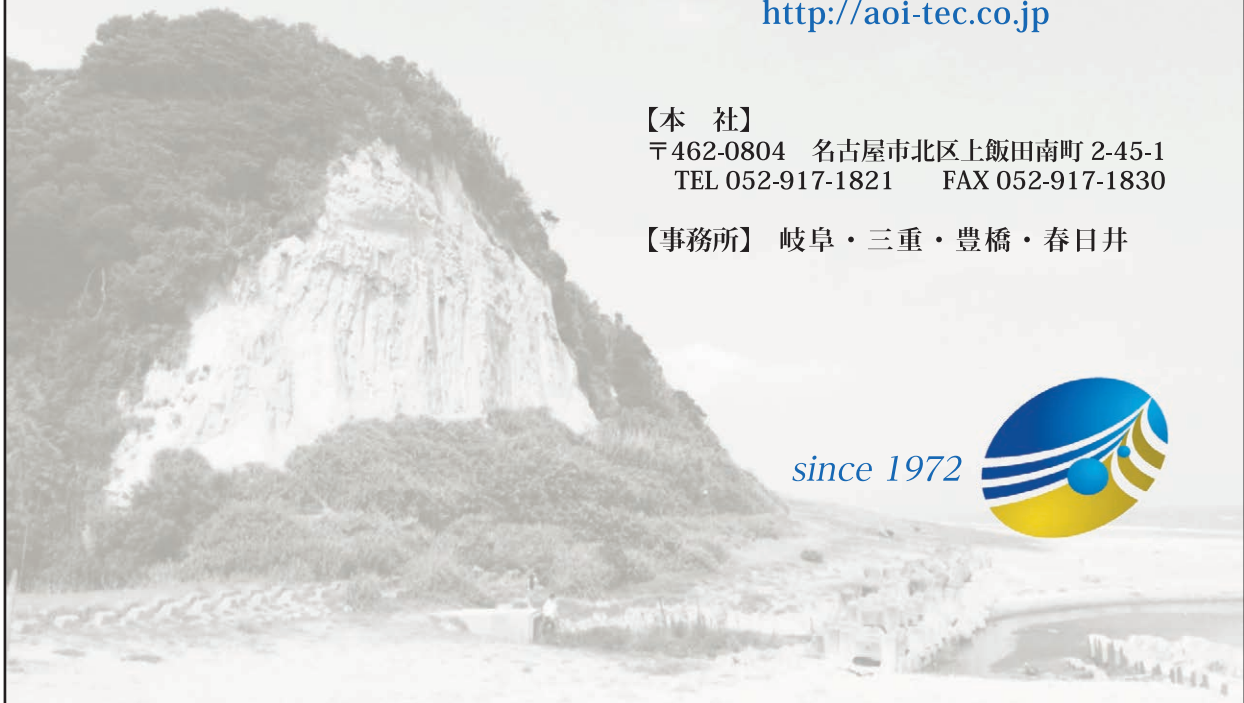 http://aoi-tec.co.jp
【本　社】
〒462-0804　名古屋市北区上飯田南町 2-45-1
TEL 052-917-1821　　FAX 052-917-1830
【事務所】　岐阜・三重・豊橋・春日井
since 1972